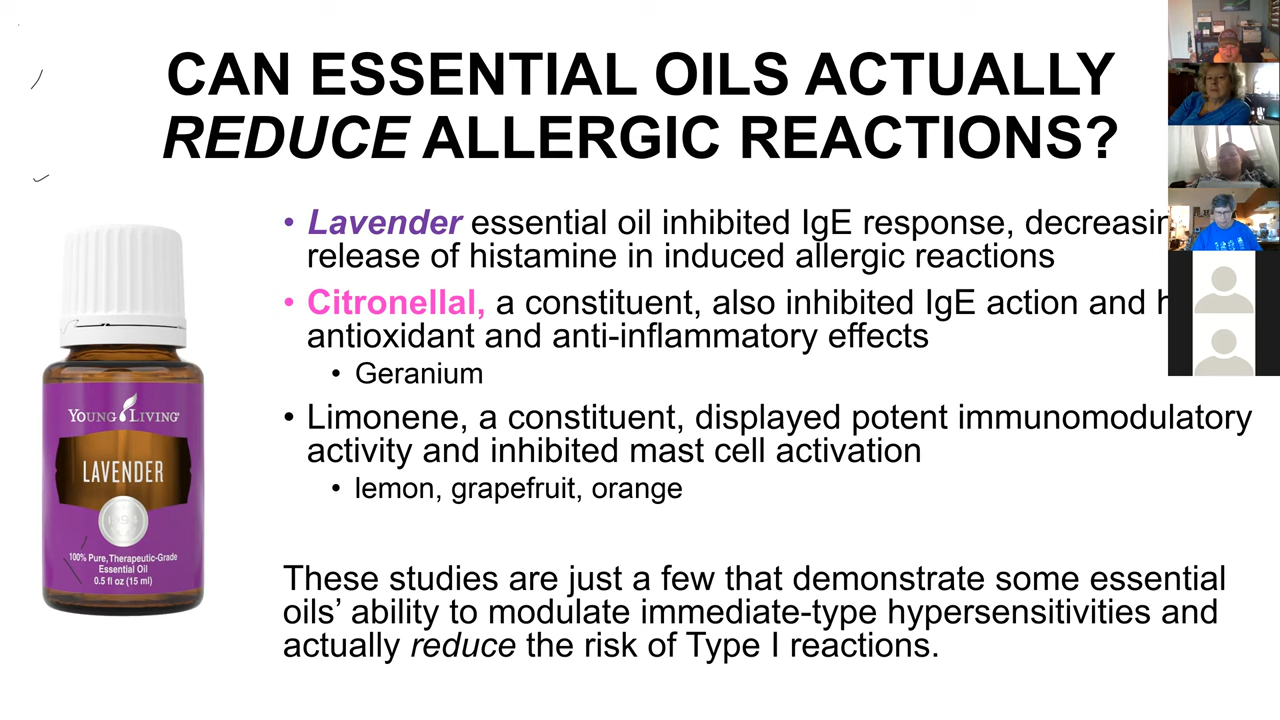 CAN ESSENTIAL OILS ACTUALLY
REDUCE ALLERGIC REACTIONS?
• Lavender essential oil inhibited IgE response,
release of histamine in induced allergic reactions
• Citronellal, a constituent, also inhibited IgE action and
antioxidant and anti-inflammatory effects
• Geranium
• Limonene, a constituent, displayed potent immunomodulatory
activity and inhibited mast cell activation
• lemon, grapefruit, orange
These studies are just a few that demonstrate some essential
oils’ ability to modulate immediate-type hypersensitivities and
actually reduce the risk of Type I reactions.
YOUNG LIVING
LAVENDER
1994
100% Pure, Therapeutic-Grade
Essential Oil
0.5 fl oz (15 ml)